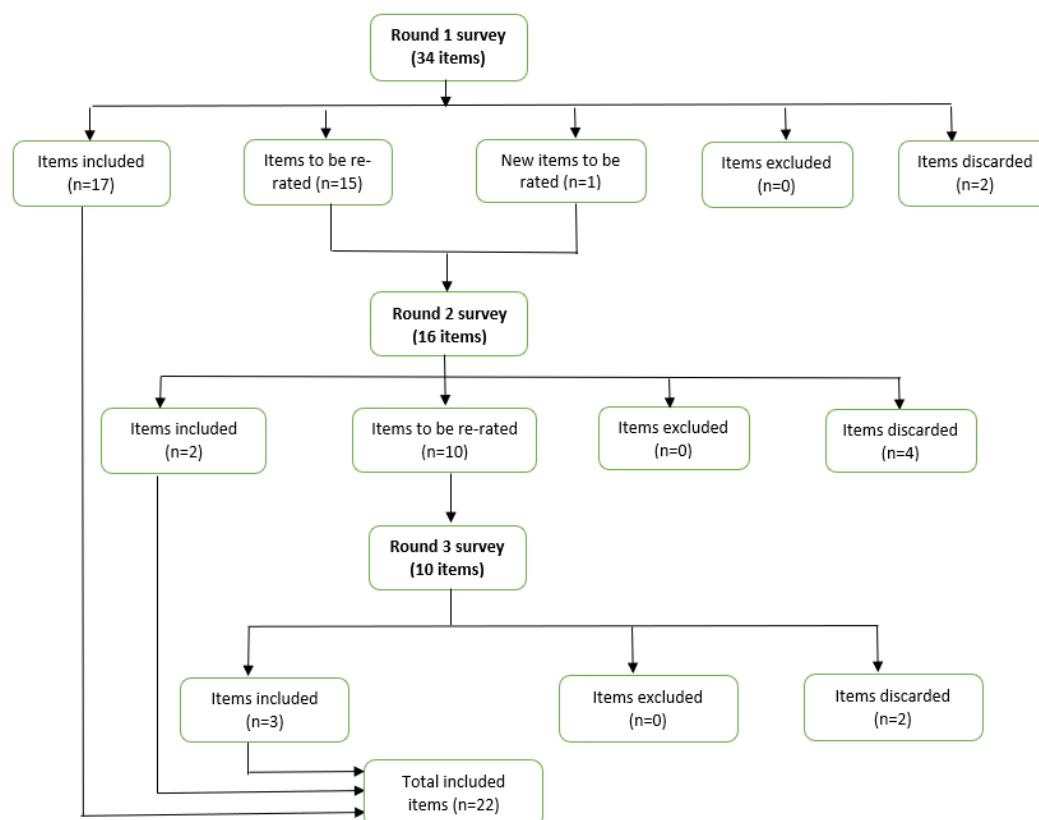 Round 1 survey
(34 items)
Items included
(n=17)
Items to be re-
rated (n=15)
New items to be
rated (n=1)
Items excluded
(n=0)
Items discarded
(n=2)
Round 2 survey
(16 items)
Items included
(n=2)
Items to be re-rated
(n=10)
Items excluded
(n=0)
Items discarded
(n=4)
Round 3 survey
(10 items)
Items included
(n=3)
Items excluded
(n=0)
Items discarded
(n=2)
Total included
items (n=22)